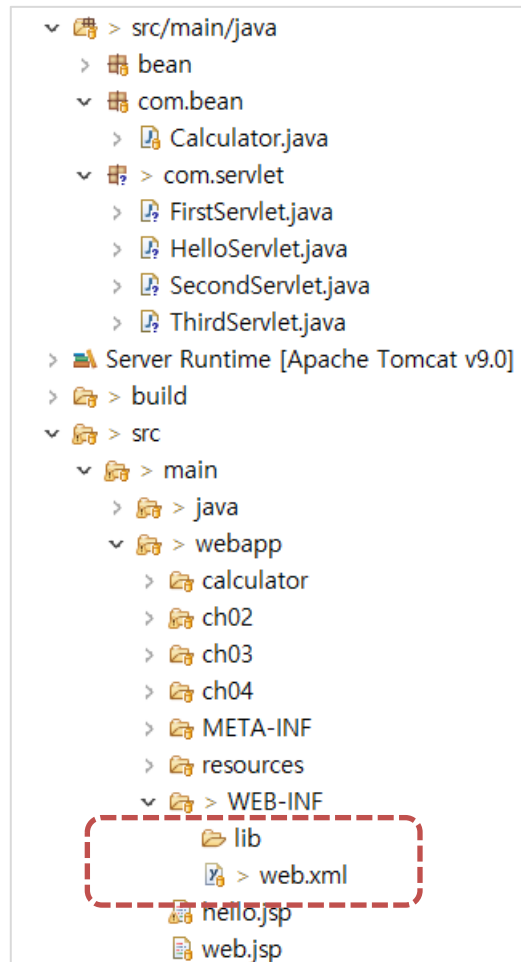 > src/main/java
bean
com.bean
Calculator.java
> com.servlet
FirstServlet.java
HelloServlet.java
SecondServlet.java
ThirdServlet.java
Server Runtime [Apache Tomcat v9.0]
> build
> src
> main
> java
> webapp
calculator
ch02
ch03
ch04
META-INF
resources
> WEB-INF
lib
> web.xml
hello.jsp
web.jsp